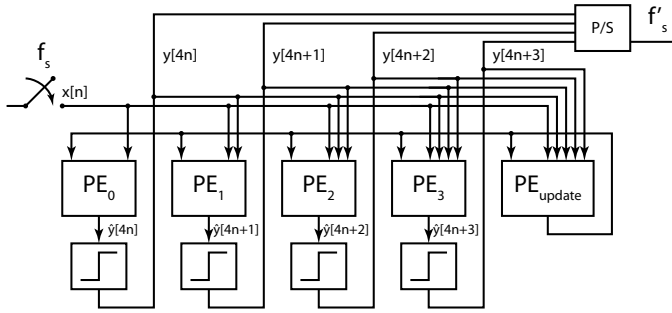 f's
P/S
fs
y[4n]
y[4n+1]
y[4n+2]
y[4n+3]
x[n]
PE0
PE1
PE2
PE3
PEupdate
ŷ[4n]
ŷ[4n+1]
ŷ[4n+2]
ŷ[4n+3]